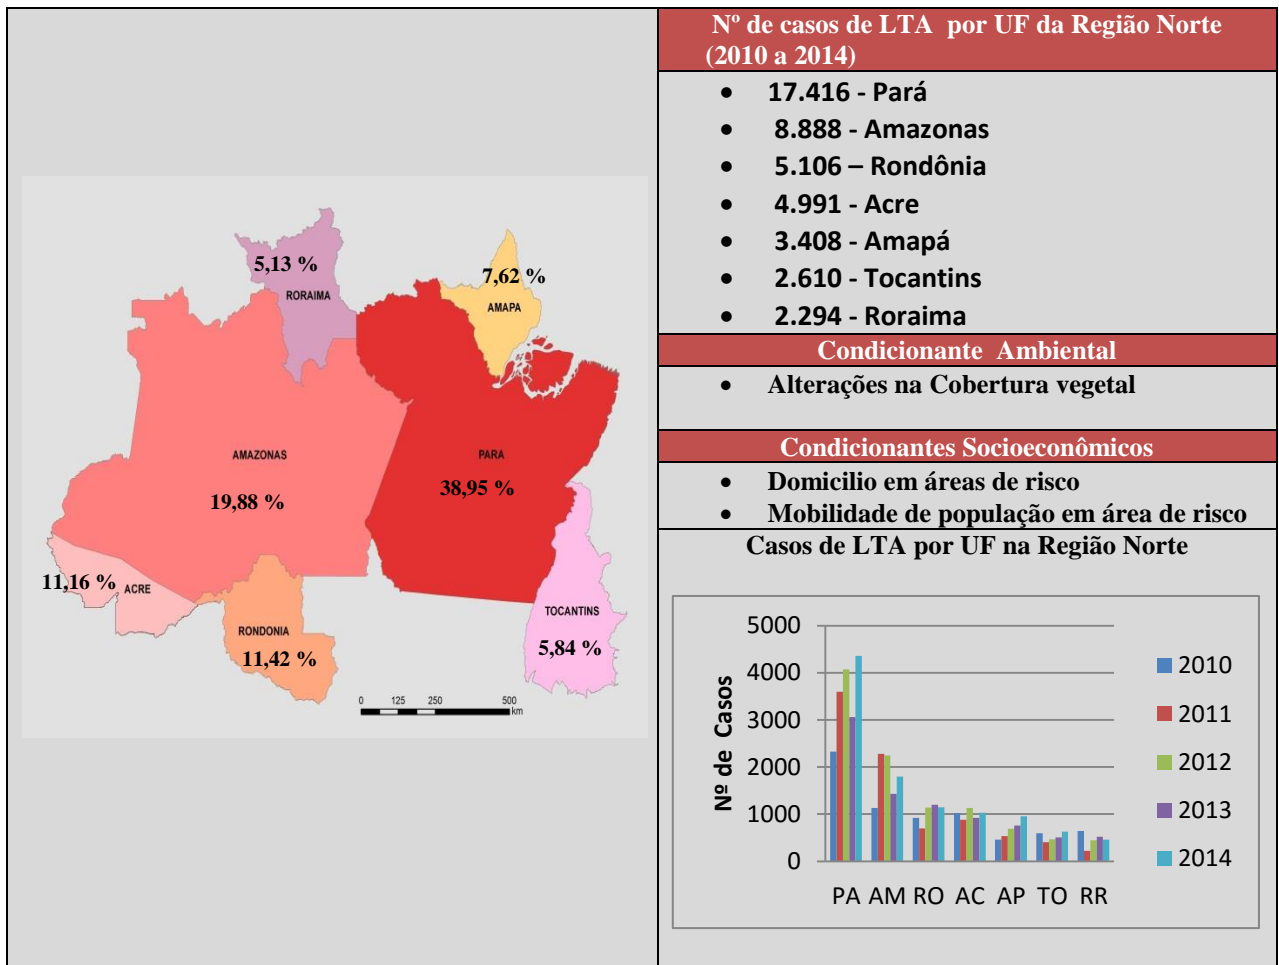 5,13 %
RORAIMA
7,62 %
AMAPA
AMAZONAS
19,88 %
PARA
38,95 %
11,16 %
ACRE
RONDONIA
11,42 %
TOCANTINS
5,84 %
0 125 250 500
km
Nº de casos de LTA por UF da Região Norte
(2010 a 2014)
• 17.416 - Pará
• 8.888 - Amazonas
• 5.106 – Rondônia
• 4.991 - Acre
• 3.408 - Amapá
• 2.610 - Tocantins
• 2.294 - Roraima
Condicionante Ambiental
• Alterações na Cobertura vegetal
Condicionantes Socioeconômicos
• Domicilio em áreas de risco
• Mobilidade de população em área de risco
Casos de LTA por UF na Região Norte
Nº de Casos
5000
4000
3000
2000
1000
0
PA AM RO AC AP TO RR
2010
2011
2012
2013
2014